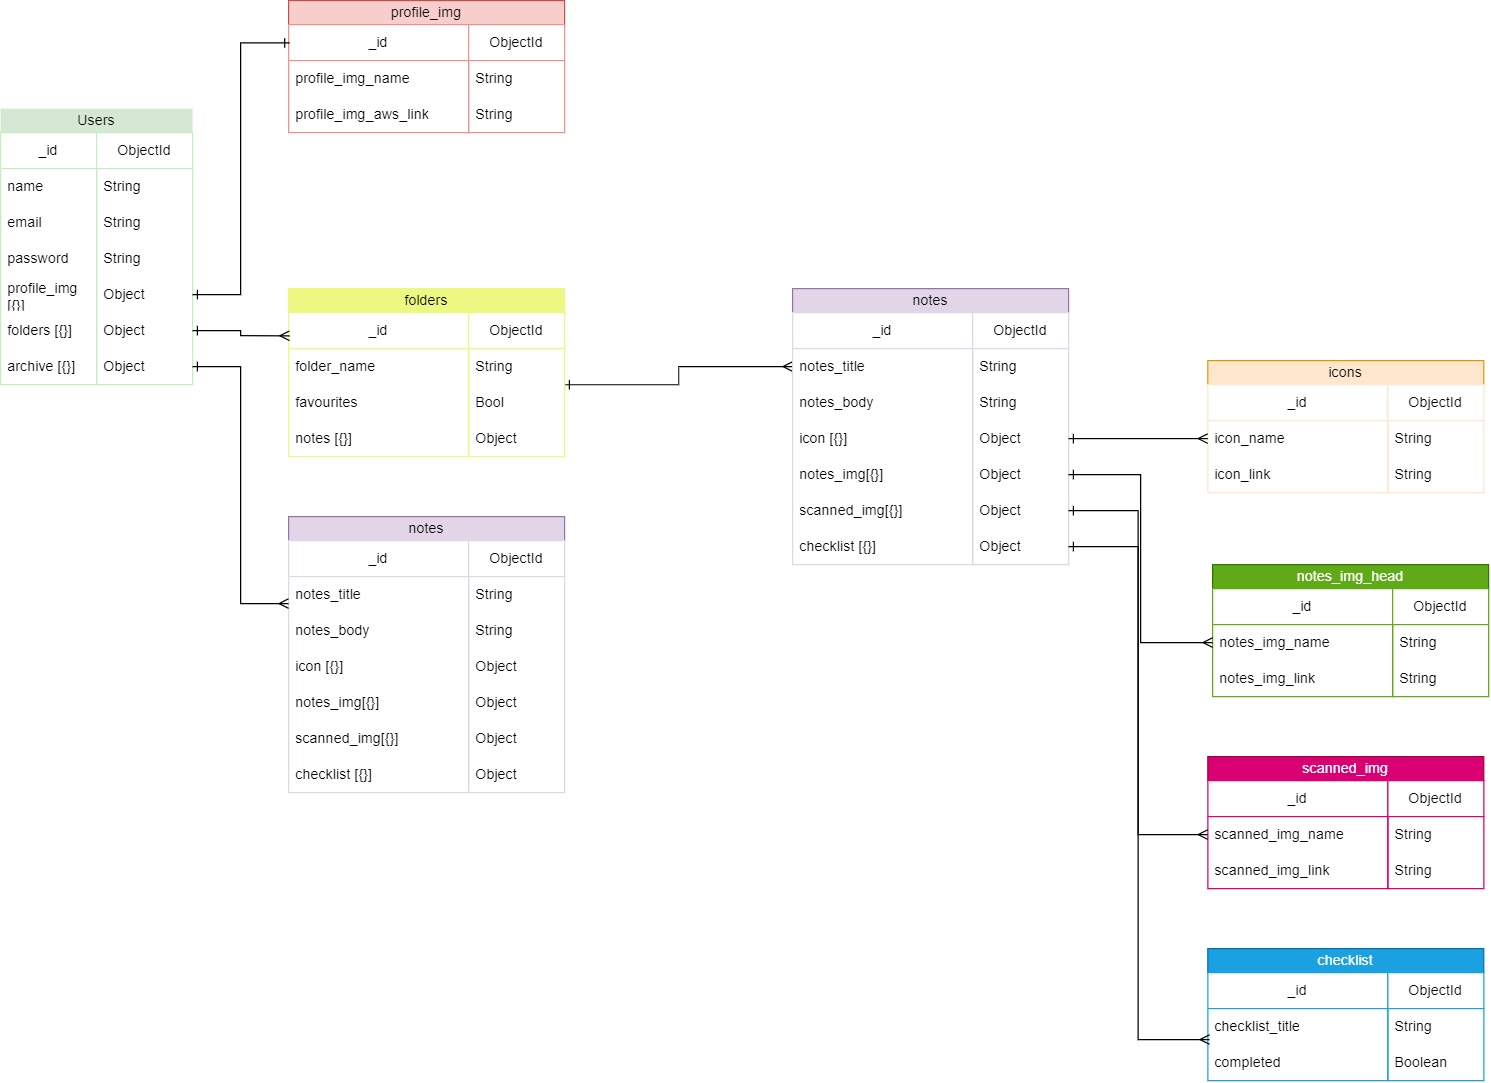 profile_img
_id ObjectId
profile_img_name String
profile_img_aws_link String
Users
_id ObjectId
name String
email String
password String
profile_img
[{}] Object
folders [{}] Object
archive [{}] Object
folders
_id ObjectId
folder_name String
favourites Bool
notes [{}] Object
notes
_id ObjectId
notes_title String
notes_body String
icon [{}] Object
notes_img[{}] Object
scanned_img[{}] Object
checklist [{}] Object
notes
_id ObjectId
notes_title String
notes_body String
icon [{}] Object
notes_img[{}] Object
scanned_img[{}] Object
checklist [{}] Object
icons
_id ObjectId
icon_name String
icon_link String
notes_img_head
_id ObjectId
notes_img_name String
notes_img_link String
scanned_img
_id ObjectId
scanned_img_name String
scanned_img_link String
checklist
_id ObjectId
checklist_title String
completed Boolean